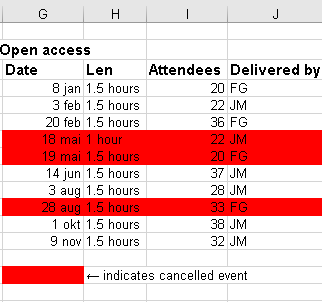 G H I J
Open access
Date Len Attendees Delivered by
8 jan 1.5 hours 20 FG
3 feb 1.5 hours 22 JM
20 feb 1.5 hours 36 FG
18 mai 1 hour 22 JM
19 mai 1.5 hours 20 FG
14 jun 1.5 hours 37 JM
3 aug 1.5 hours 28 JM
28 aug 1.5 hours 33 FG
1 okt 1.5 hours 38 JM
9 nov 1.5 hours 32 JM
← indicates cancelled event